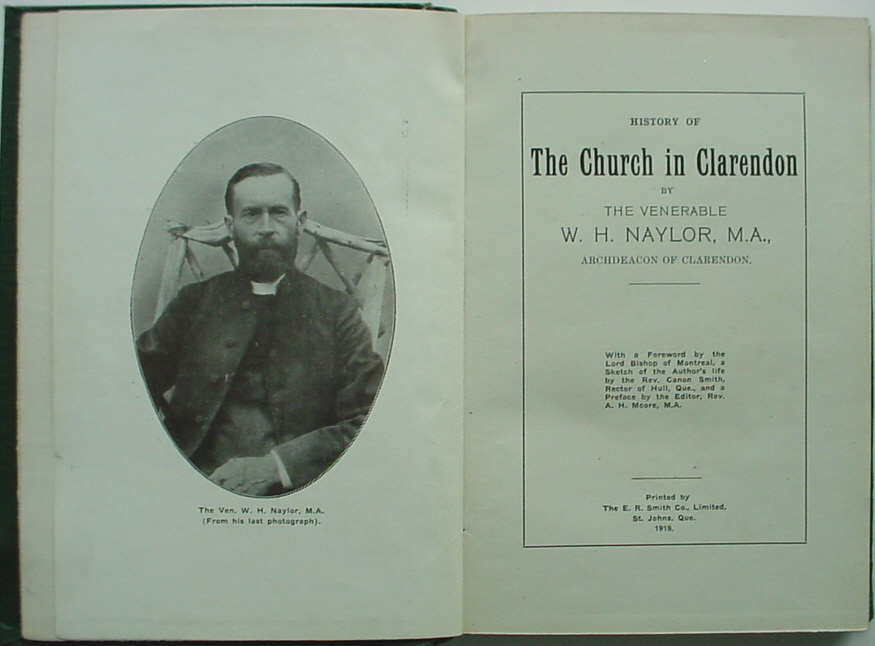 The Ven. W. H. Naylor, M.A.
(From his last photograph).
HISTORY OF
The Church in Clarendon
BY
THE VENERABLE
W. H. NAYLOR, M.A.,
ARCHDEACON OF CLARENDON.
With a Foreword by the
Lord Bishop of Montreal, a
Sketch of the Author's life
by the Rev. Canon Smith,
Rector of Hull, Que., and a
Preface by the Editor, Rev.
A. H. Moore, M.A.
Printed by
The E. R. Smith Co., Limited,
St. Johns, Que.
1919.